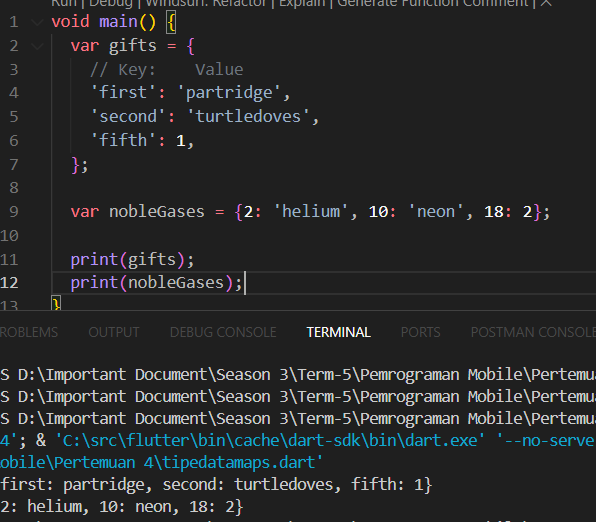 Run | Debug | Windsurf: Refactor | Explain | Generate Function Comment | X
1 void main() {
2 var gifts = {
3 // Key: Value
4 'first': 'partridge',
5 'second': 'turtledoves',
6 'fifth': 1,
7 };
8
9 var nobleGases = {2: 'helium', 10: 'neon', 18: 2};
10
11 print(gifts);
12 print(nobleGases);
13 }
ROBLEMS OUTPUT DEBUG CONSOLE TERMINAL PORTS POSTMAN CONSOLE
S D:\Important Document\Season 3\Term-5\Pemrograman Mobile\Pertemua
S D:\Important Document\Season 3\Term-5\Pemrograman Mobile\Pertemua
S D:\Important Document\Season 3\Term-5\Pemrograman Mobile\Pertemua
4'; & 'C:\src\flutter\bin\cache\dart-sdk\bin\dart.exe' '--no-serve
obile\Pertemuan 4\tipedatamaps.dart'
first: partridge, second: turtledoves, fifth: 1}
2: helium, 10: neon, 18: 2}